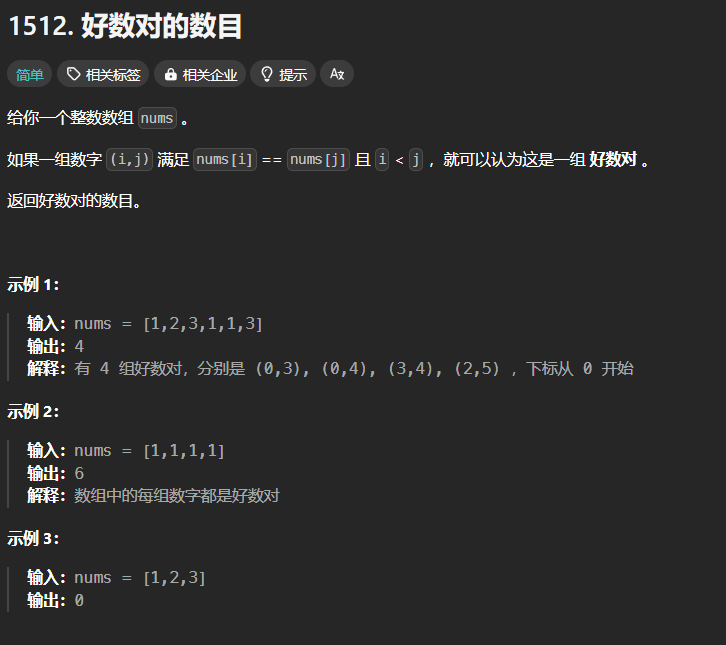 1512. 好数对的数目
简单 相关标签 相关企业 提示 Ax
给你一个整数数组 nums 。
如果一组数字 (i,j) 满足 nums[i] == nums[j] 且 i < j ，就可以认为这是一组 好数对 。
返回好数对的数目。
示例 1：
输入：nums = [1,2,3,1,1,3]
输出：4
解释：有 4 组好数对，分别是 (0,3), (0,4), (3,4), (2,5) ，下标从 0 开始
示例 2：
输入：nums = [1,1,1,1]
输出：6
解释：数组中的每组数字都是好数对
示例 3：
输入：nums = [1,2,3]
输出：0